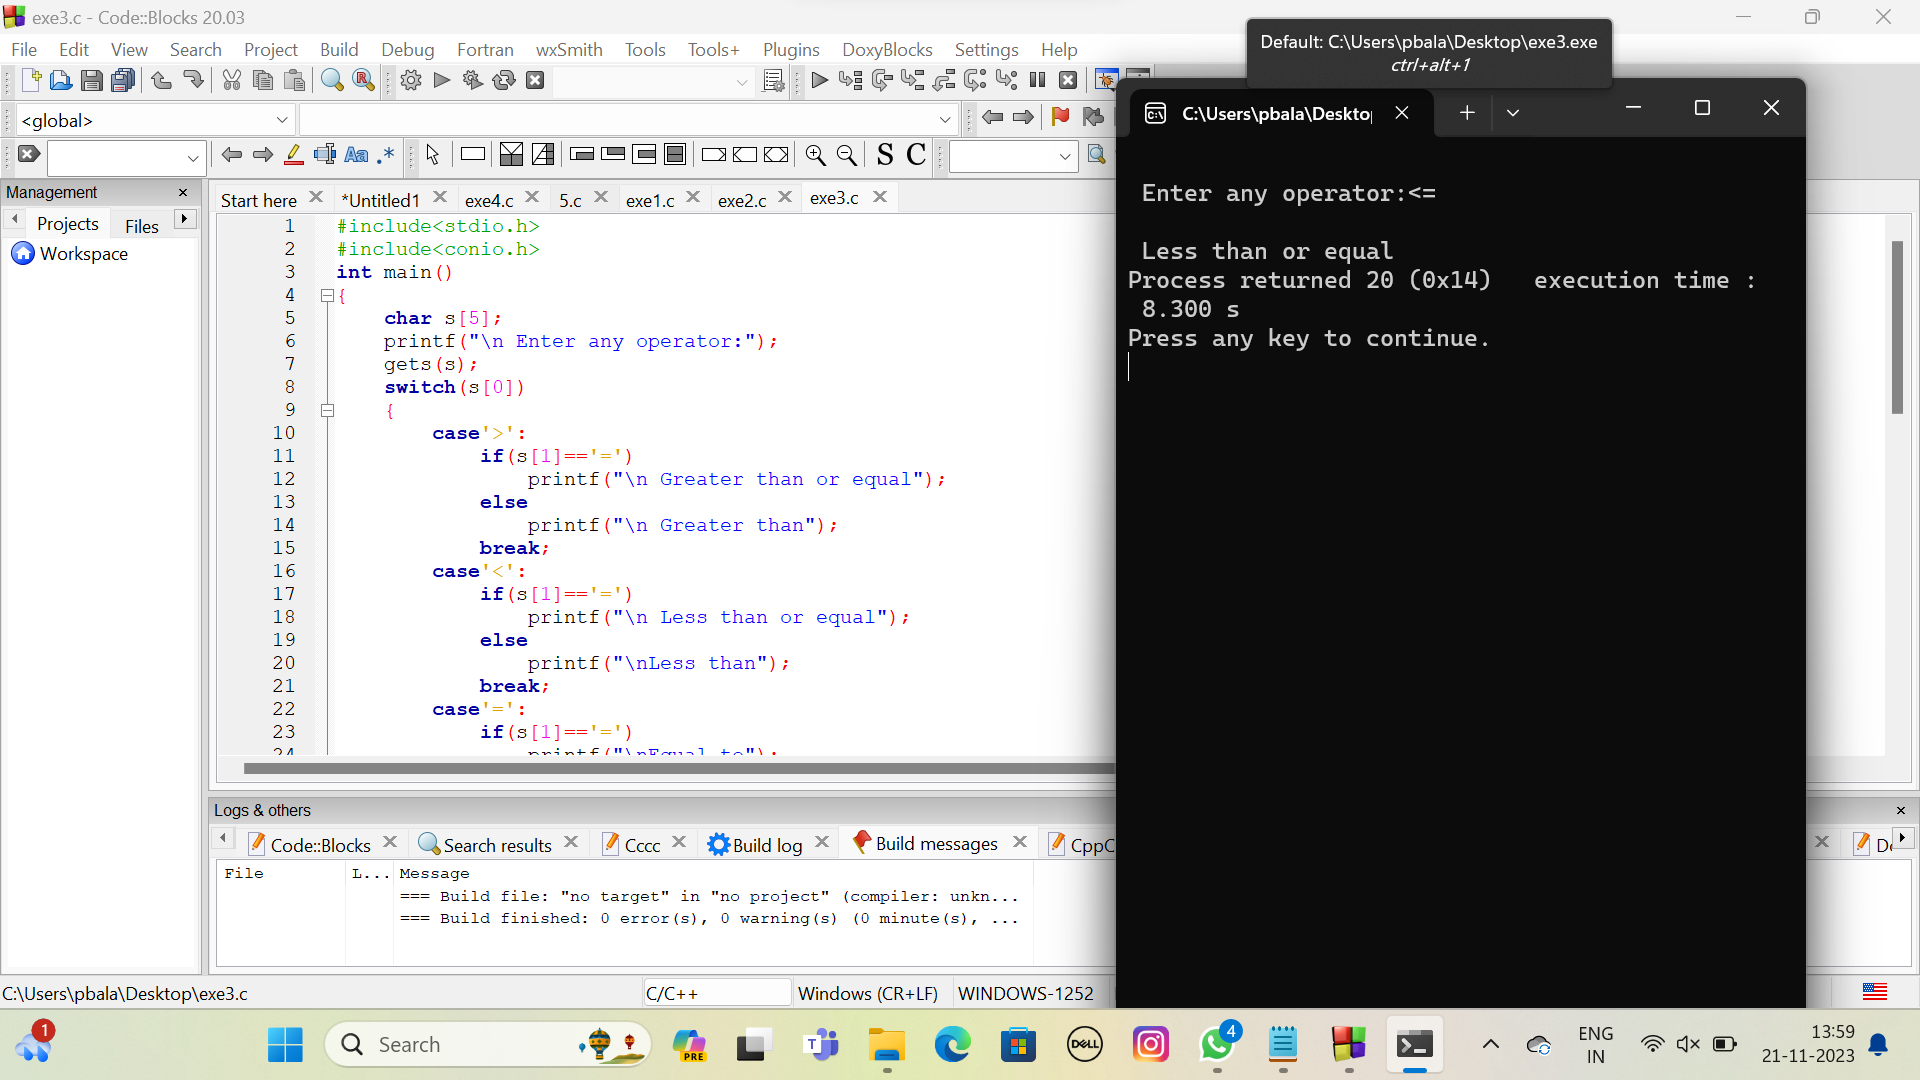 exe3.c - Code::Blocks 20.03
File Edit View Search Project Build Debug Fortran wxSmith Tools Tools+ Plugins DoxyBlocks Settings Help
Default: C:\Users\pbala\Desktop\exe3.exe
ctrl+alt+1
<global>
S C
Management
Projects Files
Workspace
Start here *Untitled1 exe4.c 5.c exe1.c exe2.c exe3.c
1 #include<stdio.h>
2 #include<conio.h>
3 int main()
4 {
5 char s[5];
6 printf("\n Enter any operator:");
7 gets(s);
8 switch(s[0])
9 {
10 case'>':
11 if(s[1]=='=')
12 printf("\n Greater than or equal");
13 else
14 printf("\n Greater than");
15 break;
16 case'<':
17 if(s[1]=='=')
18 printf("\n Less than or equal");
19 else
20 printf("\nLess than");
21 break;
22 case'=':
23 if(s[1]=='=')
24 printf("\nEqual to");
C:\Users\pbala\Deskto
Enter any operator:<=
Less than or equal
Process returned 20 (0x14) execution time :
8.300 s
Press any key to continue.
Logs & others
Code::Blocks Search results Cccc Build log Build messages CppC
File L... Message
=== Build file: "no target" in "no project" (compiler: unkn...
=== Build finished: 0 error(s), 0 warning(s) (0 minute(s), ...
C:\Users\pbala\Desktop\exe3.c C/C++ Windows (CR+LF) WINDOWS-1252
1
Search
PRE
DELL
4
ENG
IN
13:59
21-11-2023